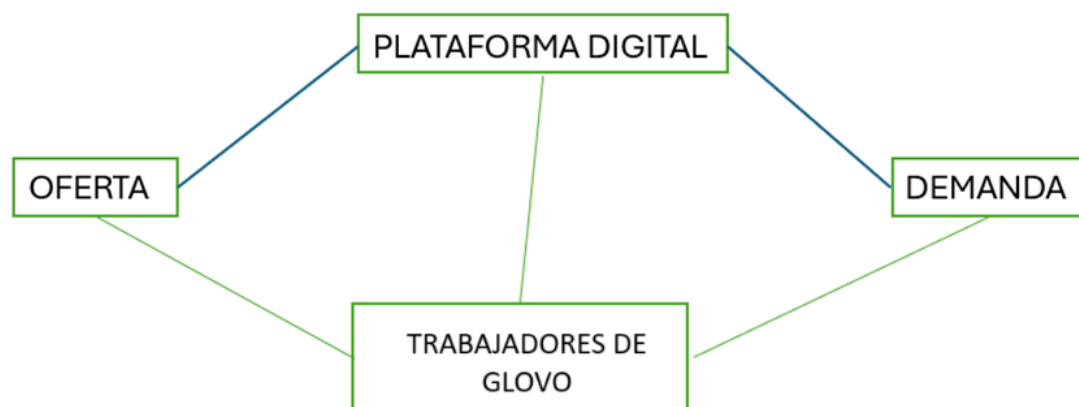 PLATAFORMA DIGITAL
OFERTA
DEMANDA
TRABAJADORES DE
GLOVO